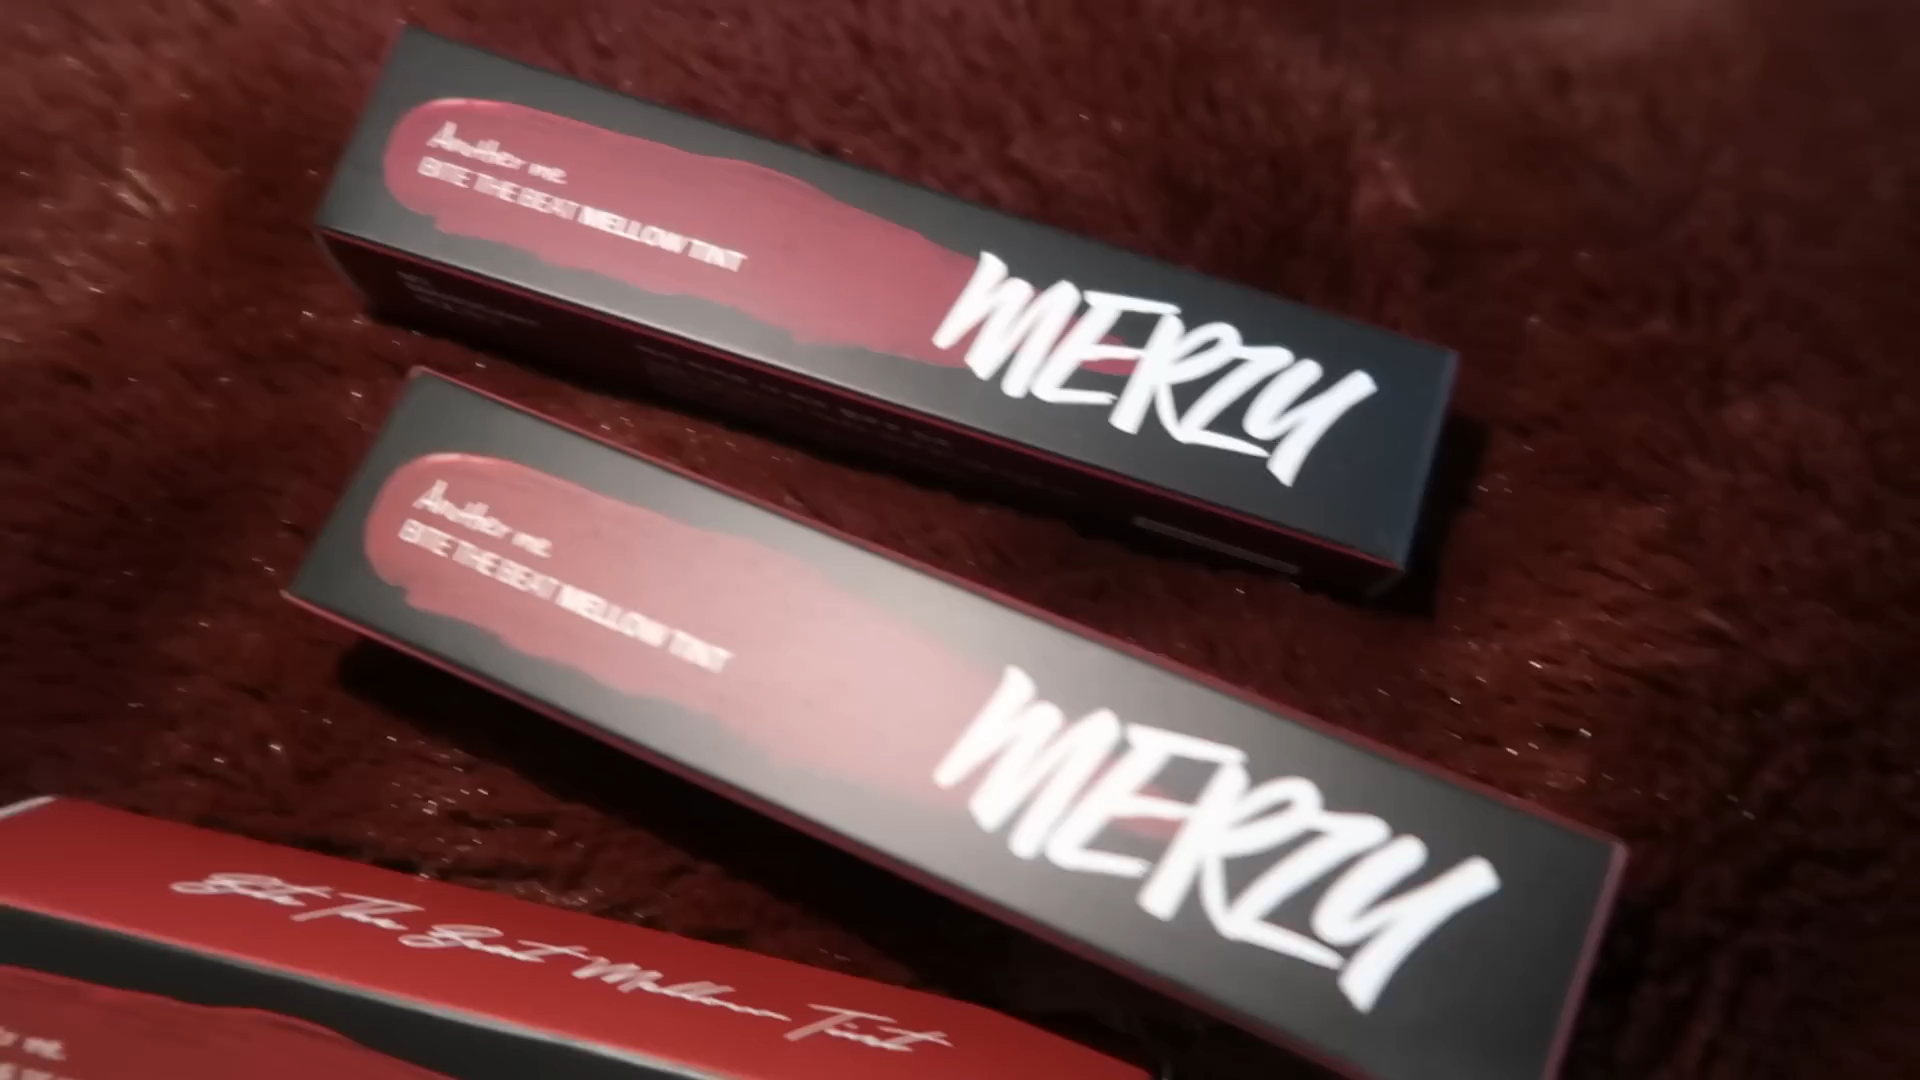 Another me.
BITE THE BEAT MELLOW TINT
MERZY
Another me.
BITE THE BEAT MELLOW TINT
MERZY
Bite The Beat Mellow Tint
me.